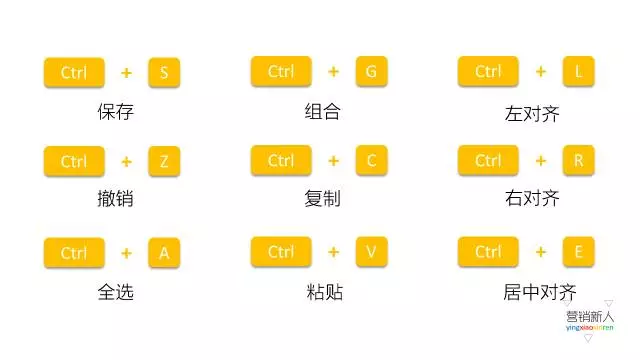 Ctrl + S
Ctrl + G
Ctrl + L
保存
组合
左对齐
Ctrl + Z
Ctrl + C
Ctrl + R
撤销
复制
右对齐
Ctrl + A
Ctrl + V
Ctrl + E
全选
粘贴
居中对齐
营销新人
yingxiaoxinren